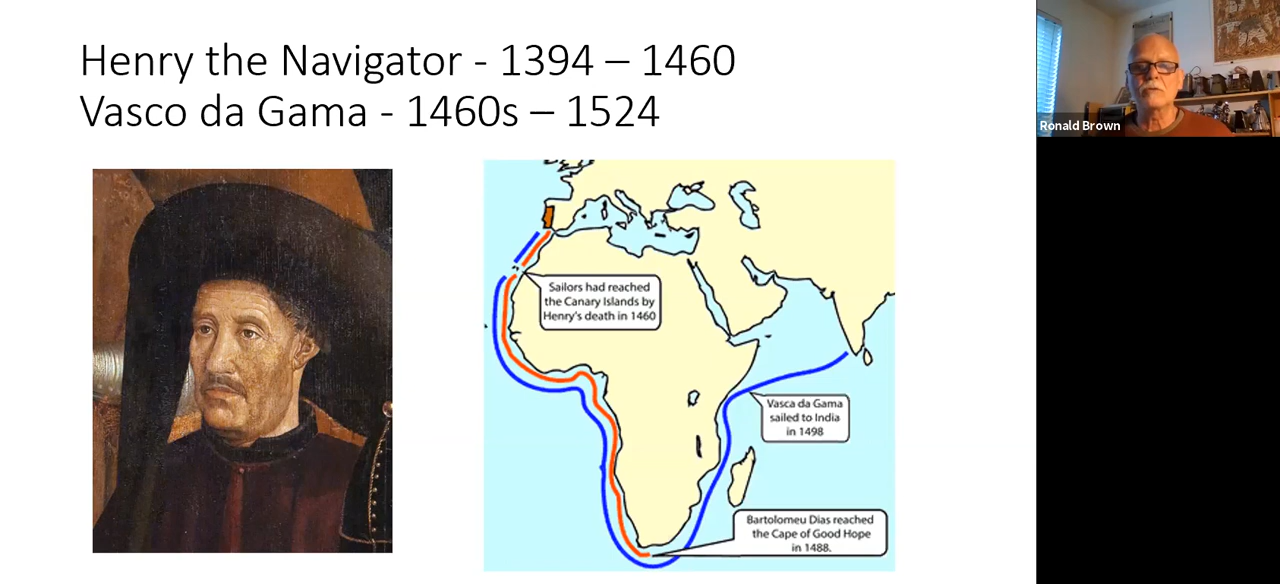 Henry the Navigator - 1394 – 1460
Vasco da Gama - 1460s – 1524
Ronald Brown
Sailors had reached
the Canary Islands by
Henry's death in 1460
Vasca da Gama
sailed to India
in 1498
Bartolomeu Dias reached
the Cape of Good Hope
in 1488.